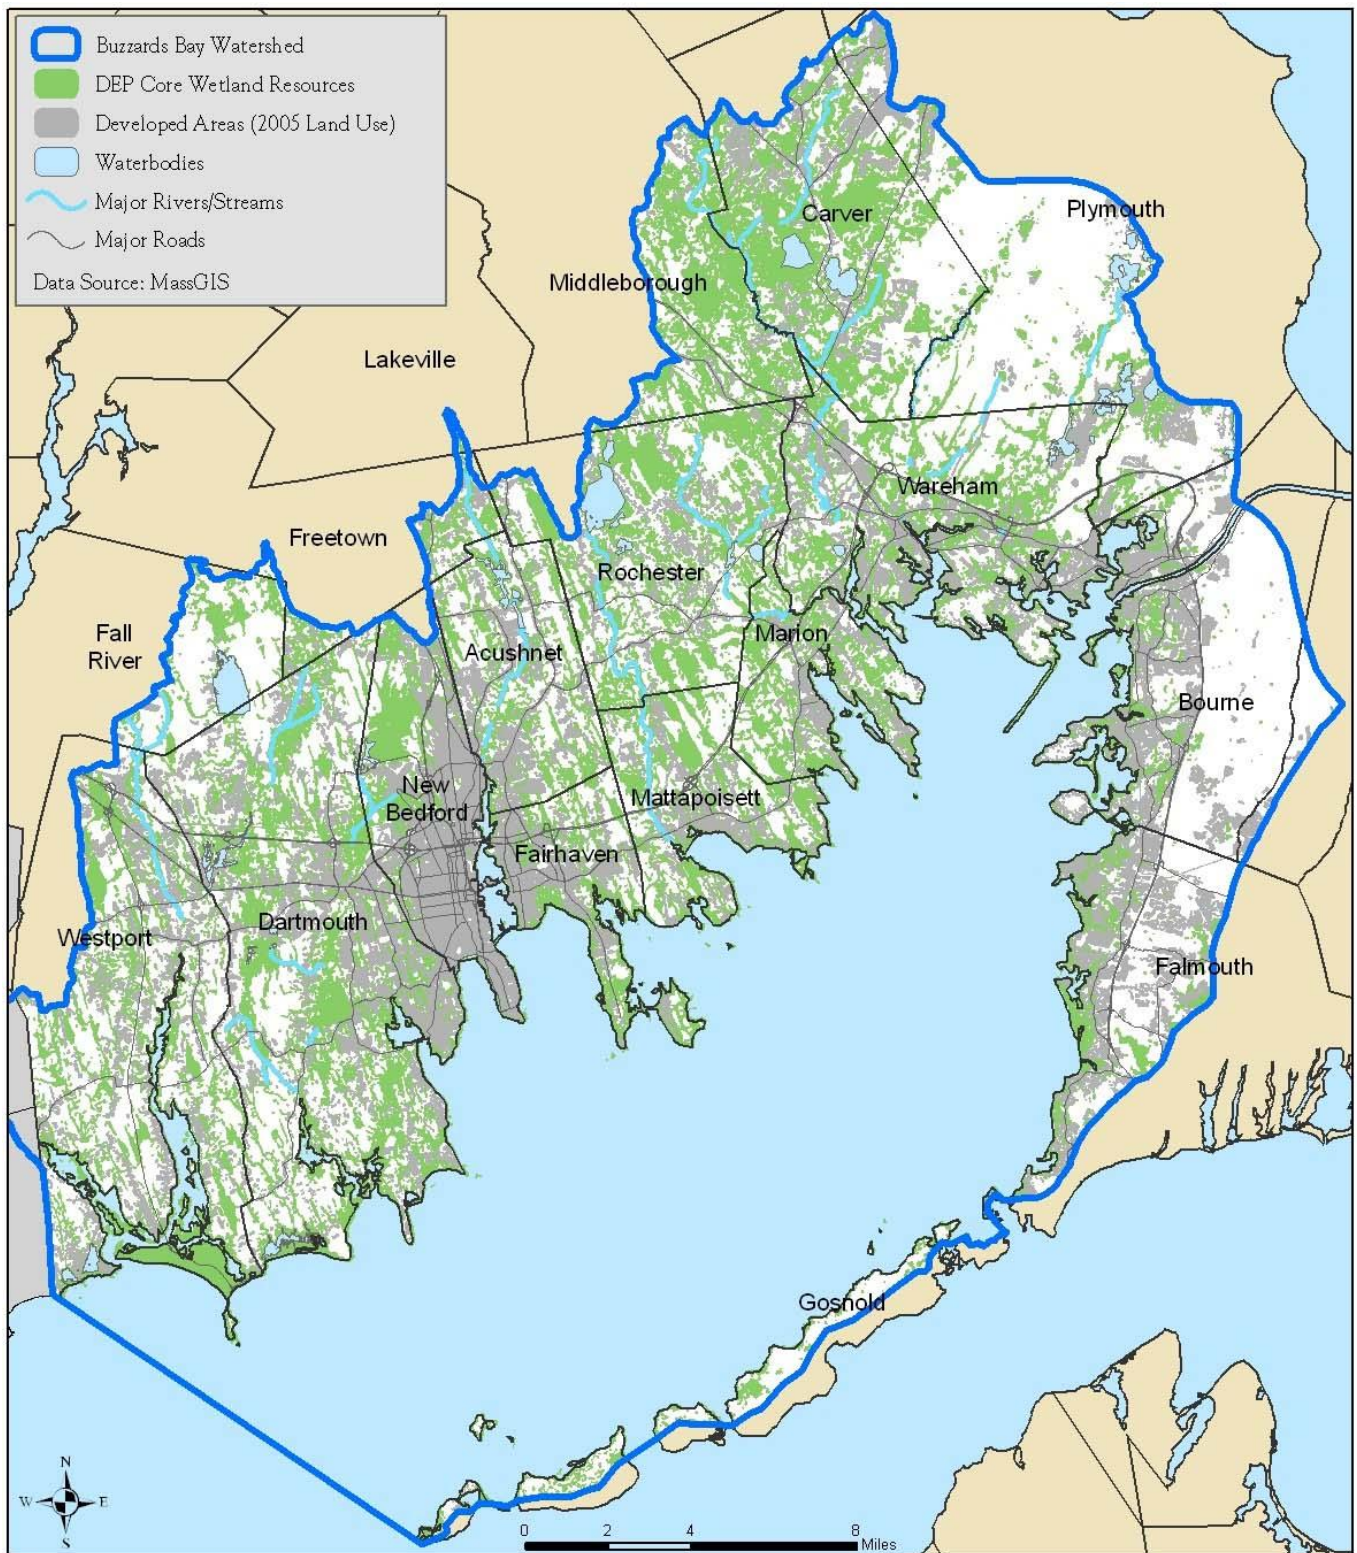 Buzzards Bay Watershed
DEP Core Wetland Resources
Developed Areas (2005 Land Use)
Waterbodies
Major Rivers/Streams
Major Roads
Data Source: MassGIS
Carver
Plymouth
Middleborough
Lakeville
Wareham
Freetown
Rochester
Fall
River
Marion
Acushnet
Bourne
New
Bedford
Mattapoisett
Fairhaven
Dartmouth
Westport
Falmouth
Gosnold
N
W
E
S
0 2 4 8
Miles